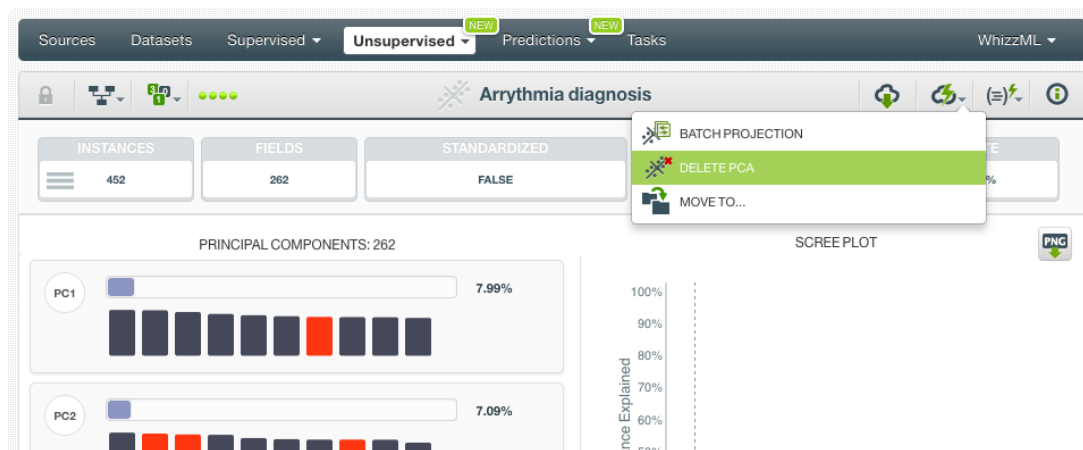 NEW NEW
Sources Datasets Supervised Unsupervised Predictions Tasks WhizzML
Arrythmia diagnosis
BATCH PROJECTION
DELETE PCA
MOVE TO...
INSTANCES FIELDS STANDARDIZED
452 262 FALSE %
PRINCIPAL COMPONENTS: 262
SCREE PLOT
PNG
PC1 7.99%
PC2 7.09%
100%
90%
80%
70%
60%
Explained